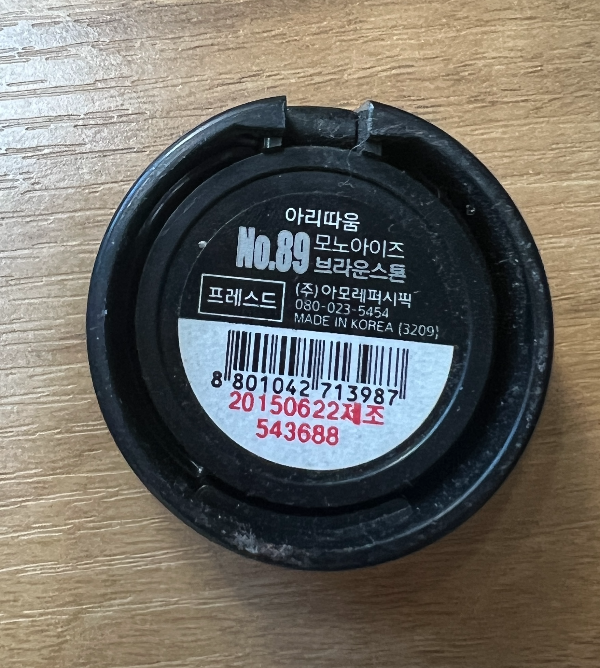 아리따움
No.89 모노아이즈
브라운스톤
프레스드
(주)아모레퍼시픽
080-023-5454
MADE IN KOREA (3209)
8 801042 713987
20150622제조
543688